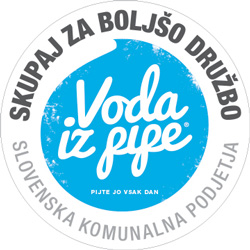 SKUPAJ ZA BOLJŠO DRUŽBO
Voda
iz pipe®
PIJTE JO VSAK DAN
SLOVENSKA KOMUNALNA PODJETJA